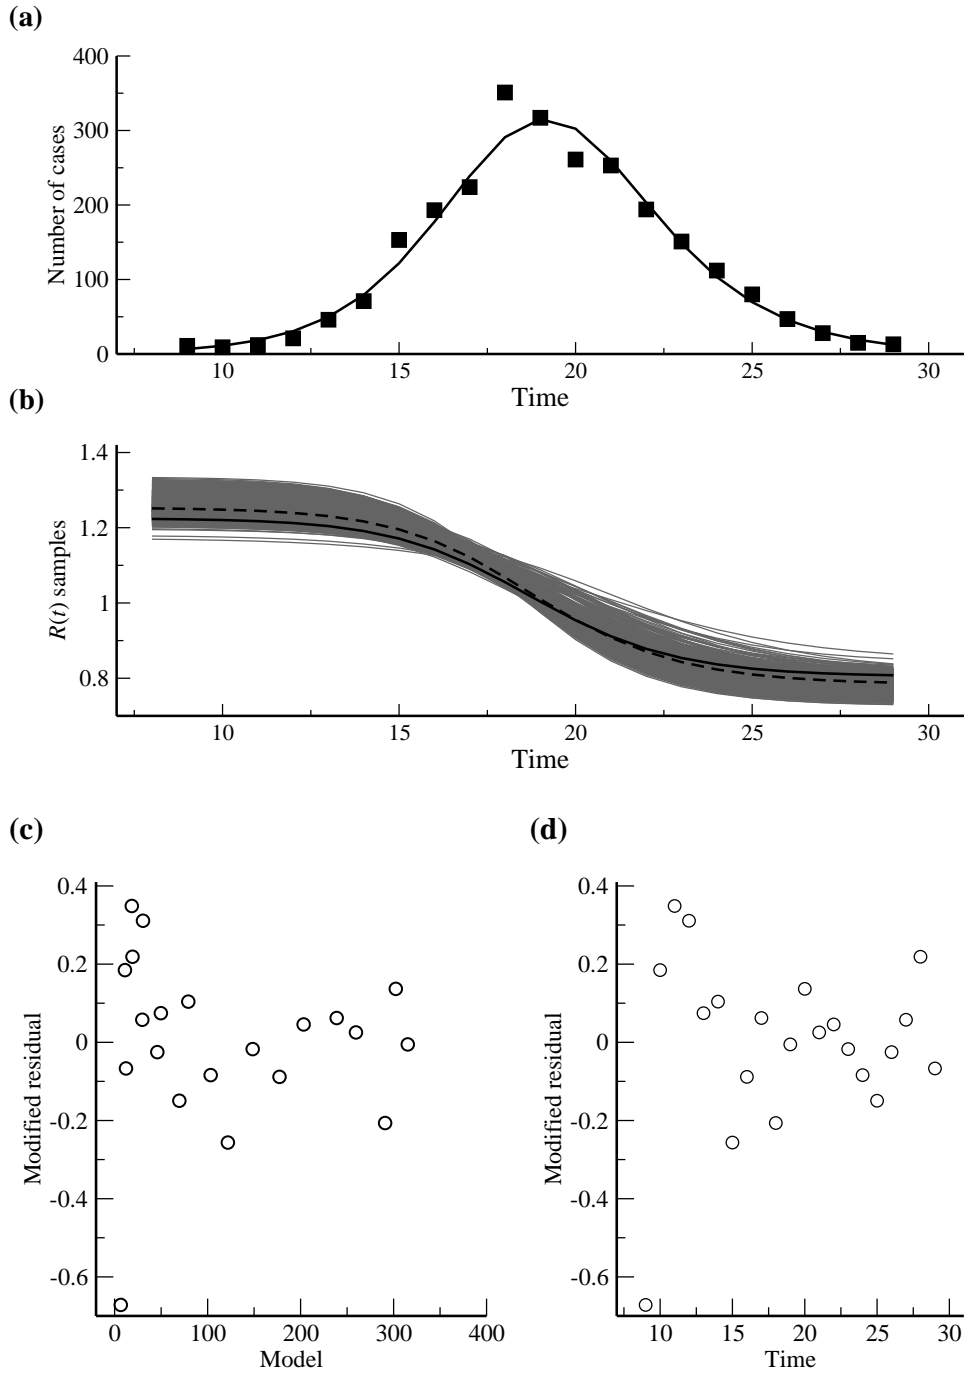 (a)
400
300
200
100
0
Number of cases
10 15 20 25 30
Time
(b)
1.4
1.2
1
0.8
R(t) samples
10 15 20 25 30
Time
(c)
0.4
0.2
0
-0.2
-0.4
-0.6
Modified residual
0 100 200 300 400
Model
(d)
0.4
0.2
0
-0.2
-0.4
-0.6
Modified residual
10 15 20 25 30
Time